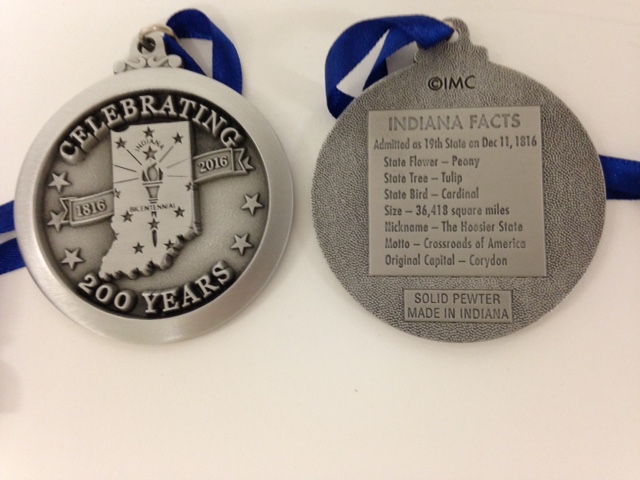 CELEBRATING
INDIANA
1816
2016
BICENTENNIAL
200 YEARS
©IMC
INDIANA FACTS
Admitted as 19th State on Dec 11, 1816
State Flower – Peony
State Tree – Tulip
State Bird – Cardinal
Size – 36,418 square miles
Nickname – The Hoosier State
Motto – Crossroads of America
Original Capital – Corydon
SOLID PEWTER
MADE IN INDIANA